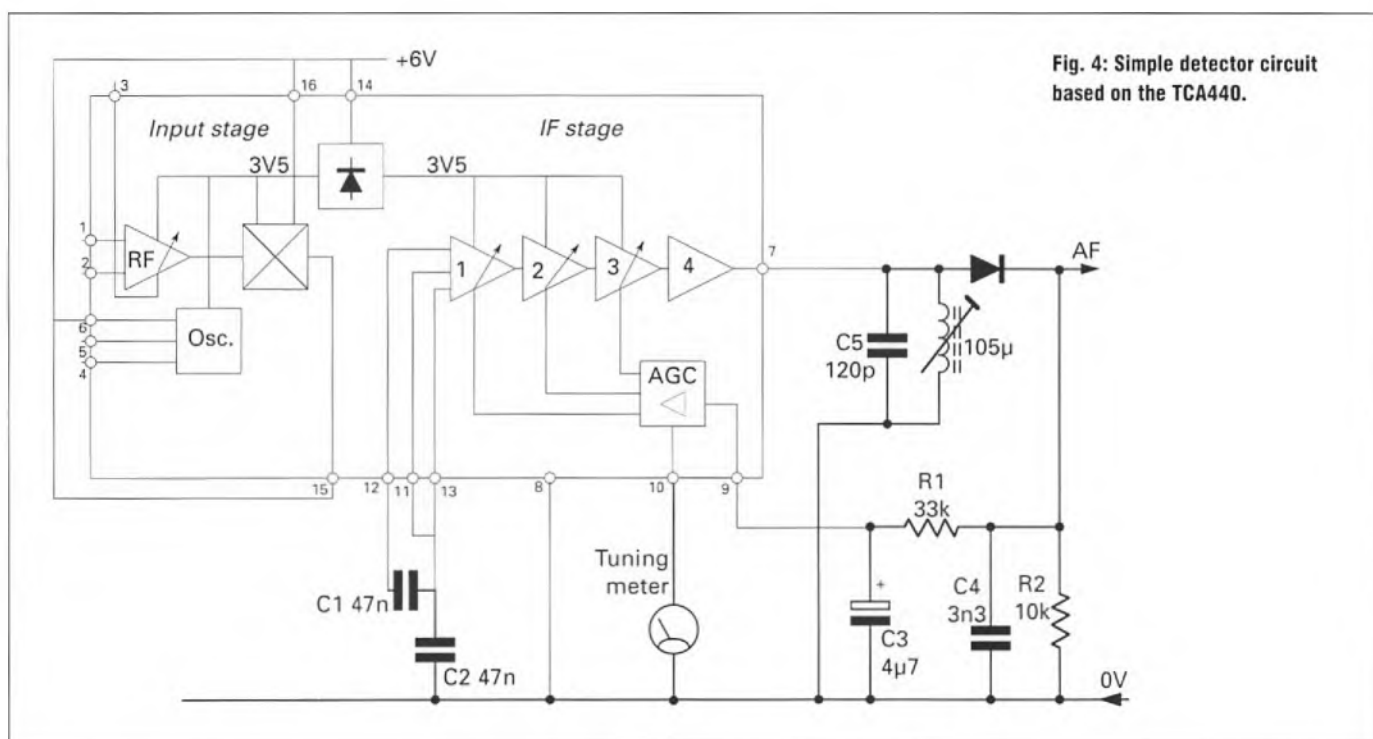 Fig. 4: Simple detector circuit
based on the TCA440.
+6V
3
16
14
Input stage
IF stage
3V5
3V5
1
2
RF
1
2
3
4
7
AF
6
5
4
Osc.
C5
120p
105µ
AGC
15
12
11
13
8
10
9
R1
33k
Tuning
meter
C1 47n
C2 47n
+
C3
4µ7
C4
3n3
R2
10k
0V